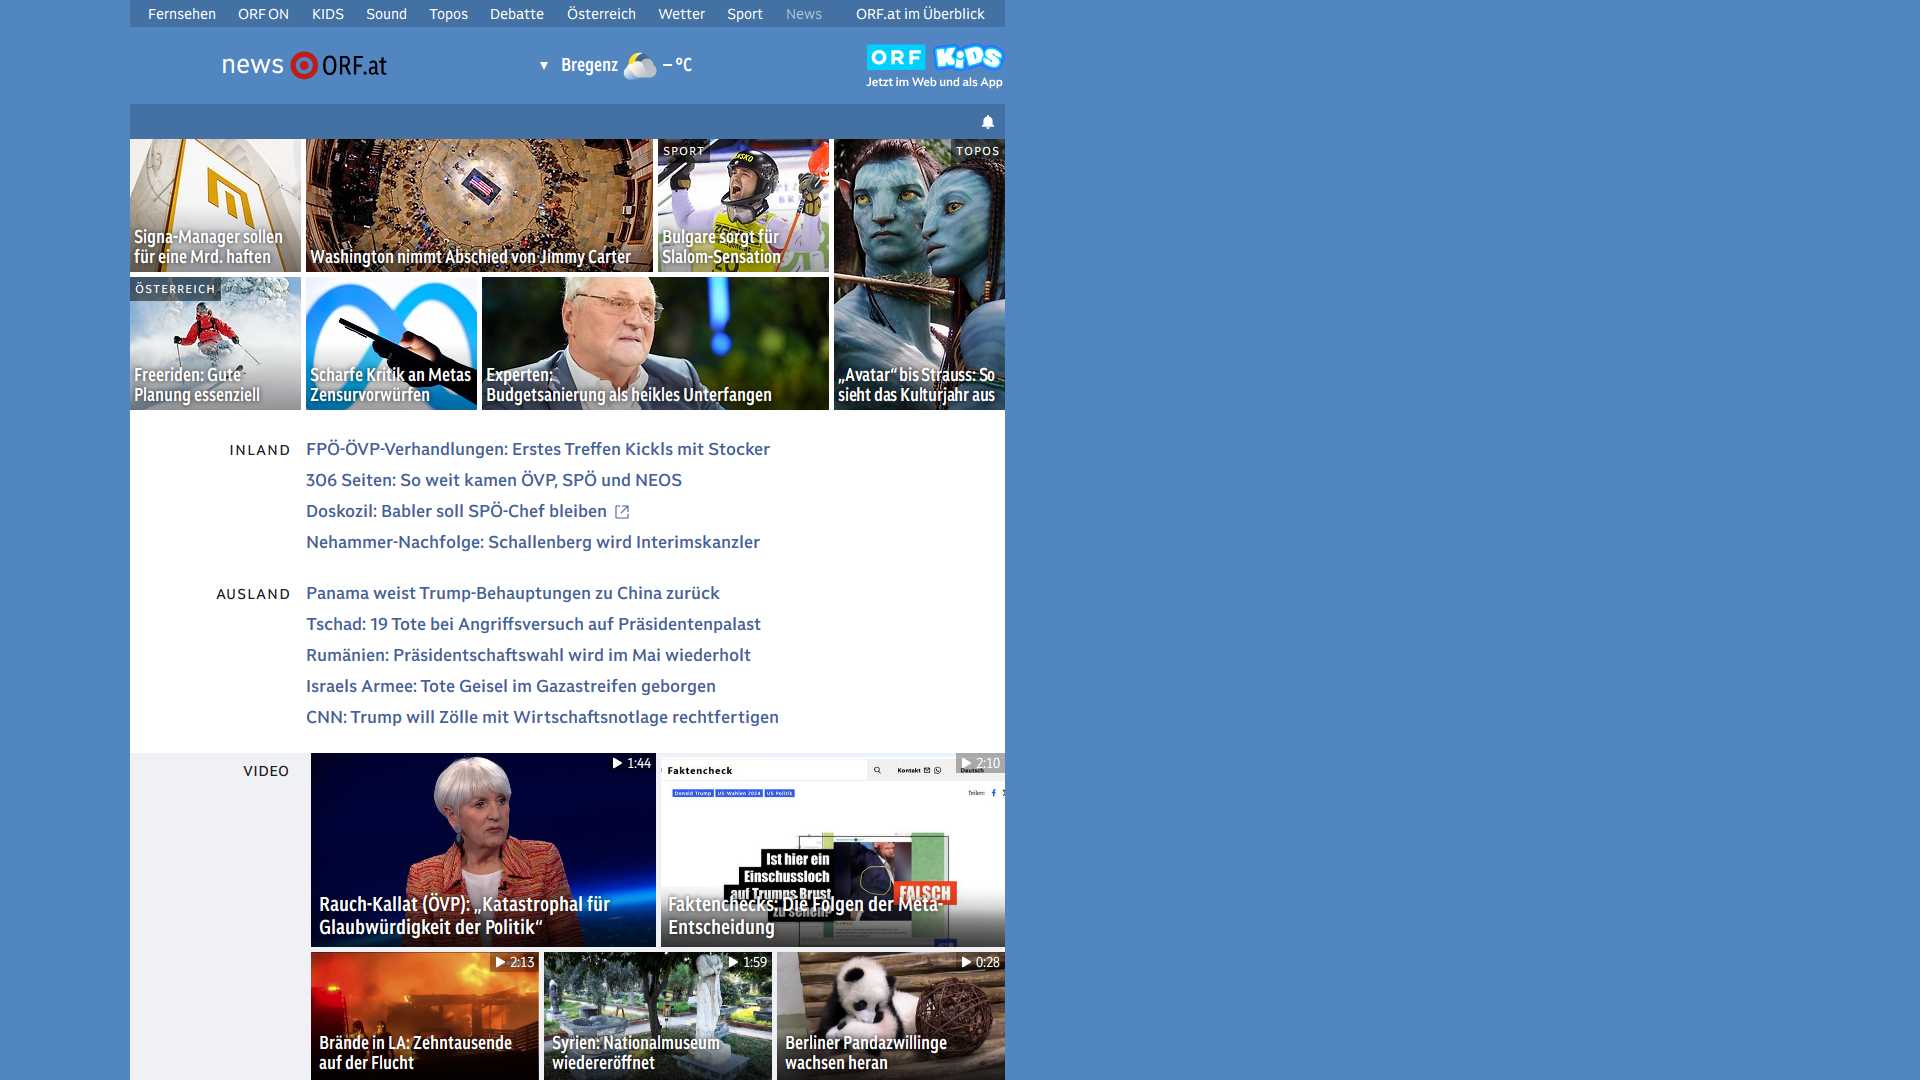 Fernsehen ORF ON KIDS Sound Topos Debatte Österreich Wetter Sport News ORF.at im Überblick
news ORF.at
Bregenz – °C
ORF KIDS
Jetzt im Web und als App
Signa-Manager sollen
für eine Mrd. haften
Washington nimmt Abschied von Jimmy Carter
SPORT
Bulgare sorgt für
Slalom-Sensation
TOPOS
„Avatar“ bis Strauss: So
sieht das Kulturjahr aus
ÖSTERREICH
Freeriden: Gute
Planung essenziell
Scharfe Kritik an Metas
Zensurvorwürfen
Experten:
Budgetsanierung als heikles Unterfangen
INLAND
FPÖ-ÖVP-Verhandlungen: Erstes Treffen Kickls mit Stocker
306 Seiten: So weit kamen ÖVP, SPÖ und NEOS
Doskozil: Babler soll SPÖ-Chef bleiben
Nehammer-Nachfolge: Schallenberg wird Interimskanzler
AUSLAND
Panama weist Trump-Behauptungen zu China zurück
Tschad: 19 Tote bei Angriffsversuch auf Präsidentenpalast
Rumänien: Präsidentschaftswahl wird im Mai wiederholt
Israels Armee: Tote Geisel im Gazastreifen geborgen
CNN: Trump will Zölle mit Wirtschaftsnotlage rechtfertigen
VIDEO
1:44
Rauch-Kallat (ÖVP): „Katastrophal für
Glaubwürdigkeit der Politik“
2:10
Faktencheck
Kontakt
Deutsch
Donald Trump US Wahlen 2024 US Politik
Teilen:
Ist hier ein
Einschussloch
auf Trumps Brust
zu sehen?
FALSCH
Faktenchecks: Die Folgen der Meta-
Entscheidung
2:13
Brände in LA: Zehntausende
auf der Flucht
1:59
Syrien: Nationalmuseum
wiedereröffnet
0:28
Berliner Pandazwillinge
wachsen heran